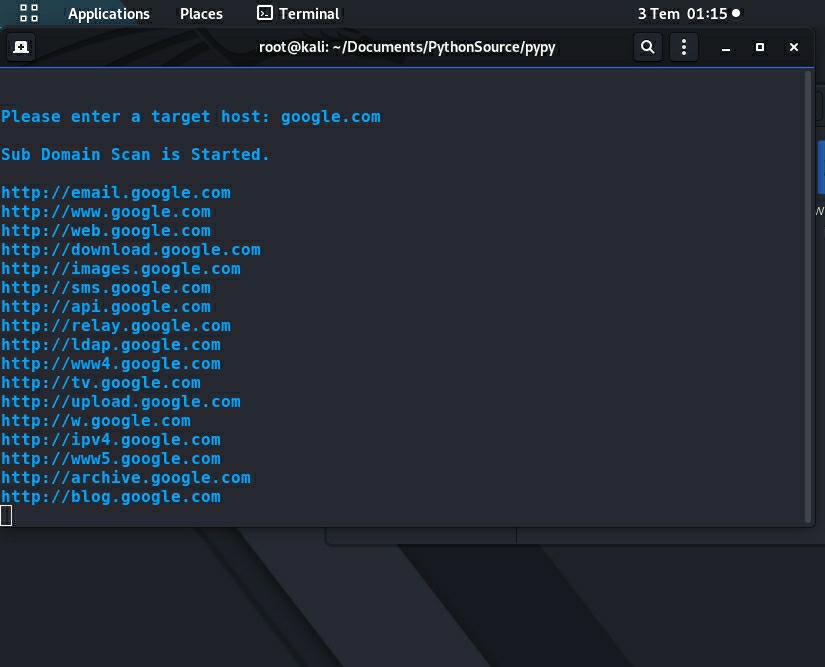 Applications Places Terminal 3 Tem 01:15
root@kali: ~/Documents/PythonSource/pypy
Please enter a target host: google.com
Sub Domain Scan is Started.
http://email.google.com
http://www.google.com
http://web.google.com
http://download.google.com
http://images.google.com
http://sms.google.com
http://api.google.com
http://relay.google.com
http://ldap.google.com
http://www4.google.com
http://tv.google.com
http://upload.google.com
http://w.google.com
http://ipv4.google.com
http://www5.google.com
http://archive.google.com
http://blog.google.com